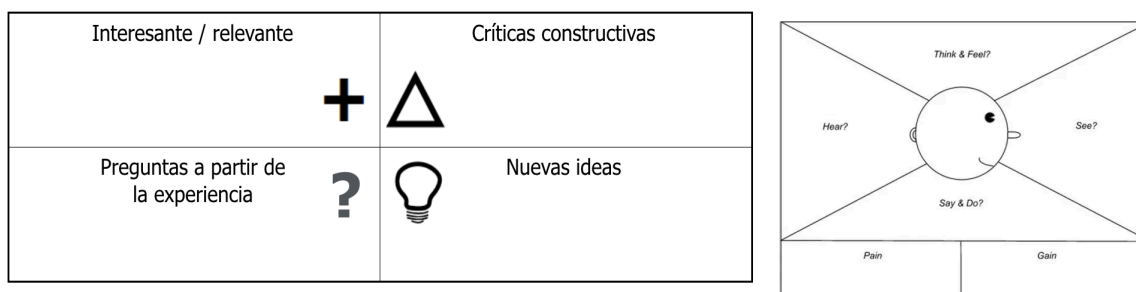 Interesante / relevante
Críticas constructivas
+
?
Preguntas a partir de
la experiencia
Nuevas ideas
Think & Feel?
Hear?
See?
Say & Do?
Pain
Gain